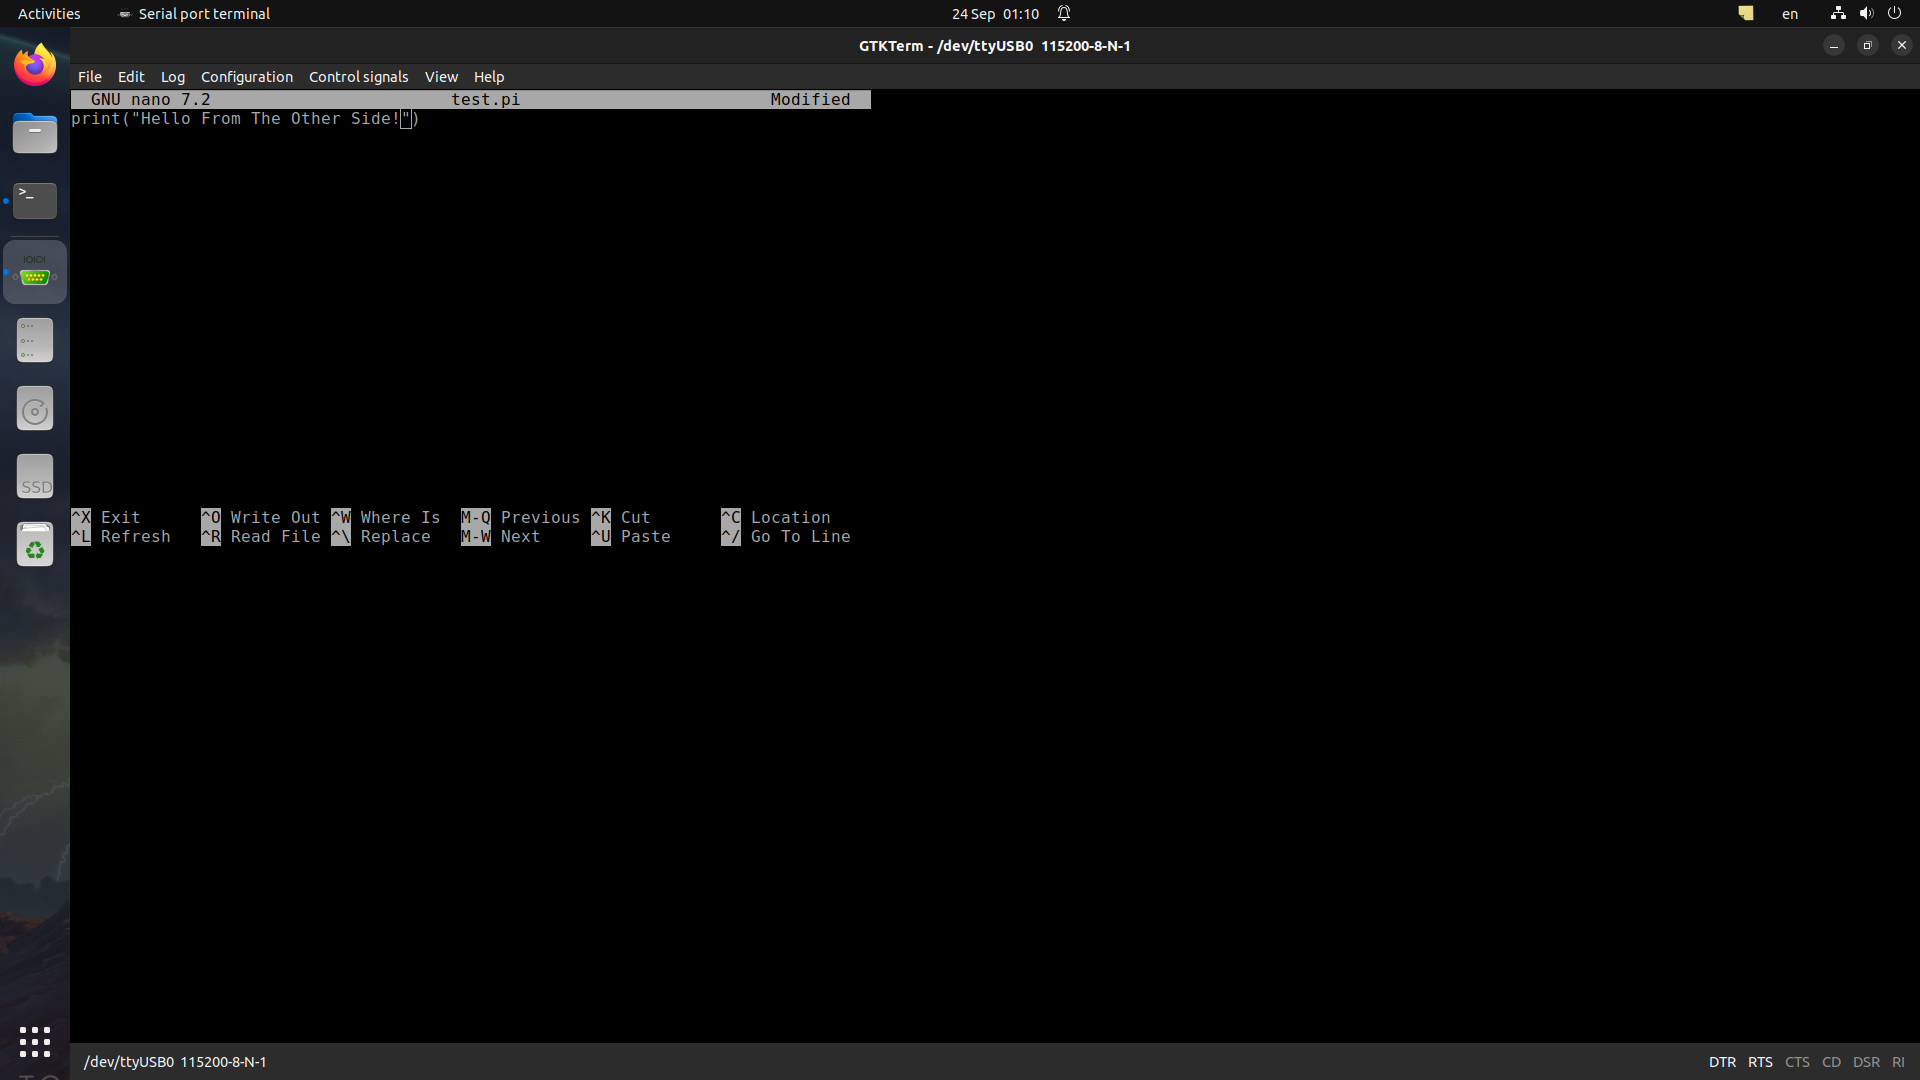 Activities Serial port terminal 24 Sep 01:10 en
GTKTerm - /dev/ttyUSB0 115200-8-N-1
File Edit Log Configuration Control signals View Help
GNU nano 7.2 test.pi Modified
print("Hello From The Other Side!")
>_
IOIOI
SSD
^X Exit ^O Write Out ^W Where Is M-Q Previous ^K Cut ^C Location
^L Refresh ^R Read File ^\ Replace M-W Next ^U Paste ^/ Go To Line
/dev/ttyUSB0 115200-8-N-1 DTR RTS CTS CD DSR RI